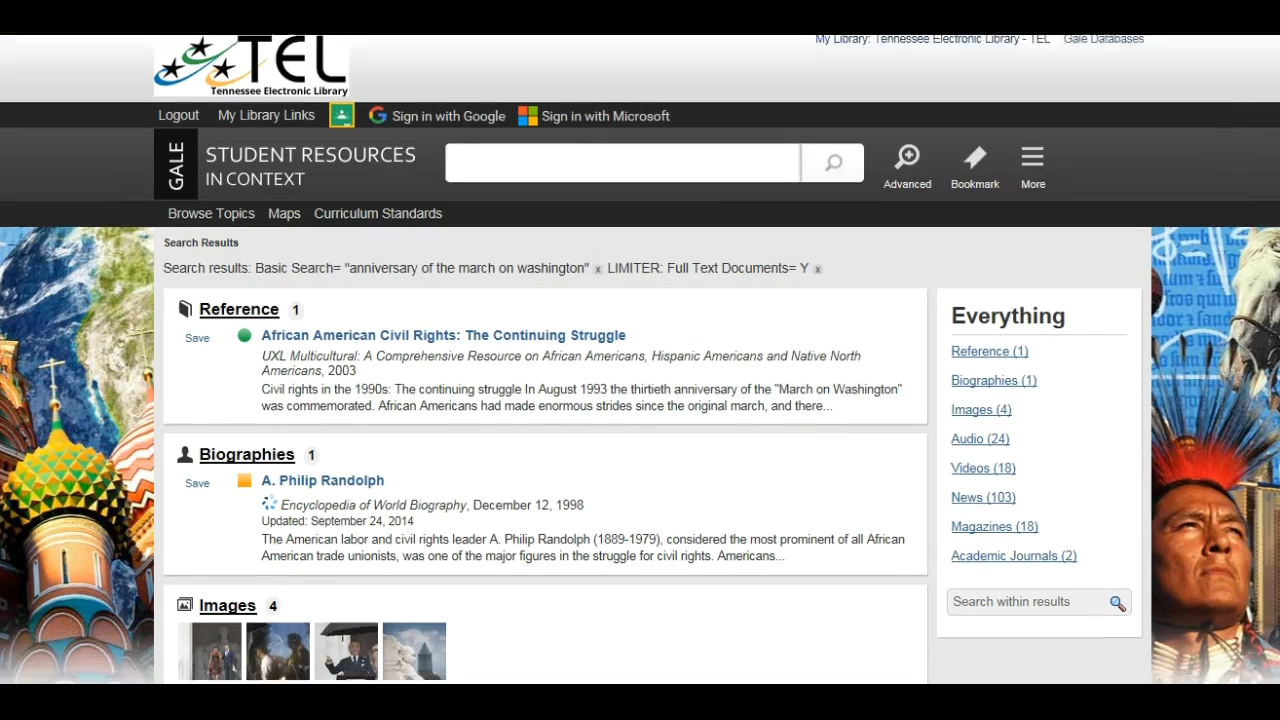 My Library: Tennessee Electronic Library - TEL Gale Databases
TEL
Tennessee Electronic Library
Logout My Library Links Sign in with Google Sign in with Microsoft
GALE
STUDENT RESOURCES
IN CONTEXT
Advanced Bookmark More
Browse Topics Maps Curriculum Standards
Search Results
Search results: Basic Search= "anniversary of the march on washington" x LIMITER: Full Text Documents= Y x
Reference 1
Save
African American Civil Rights: The Continuing Struggle
UXL Multicultural: A Comprehensive Resource on African Americans, Hispanic Americans and Native North
Americans, 2003
Civil rights in the 1990s: The continuing struggle In August 1993 the thirtieth anniversary of the "March on Washington"
was commemorated. African Americans had made enormous strides since the original march, and there...
Biographies 1
Save
A. Philip Randolph
Encyclopedia of World Biography, December 12, 1998
Updated: September 24, 2014
The American labor and civil rights leader A. Philip Randolph (1889-1979), considered the most prominent of all African
American trade unionists, was one of the major figures in the struggle for civil rights. Americans...
Images 4
Everything
Reference (1)
Biographies (1)
Images (4)
Audio (24)
Videos (18)
News (103)
Magazines (18)
Academic Journals (2)
Search within results